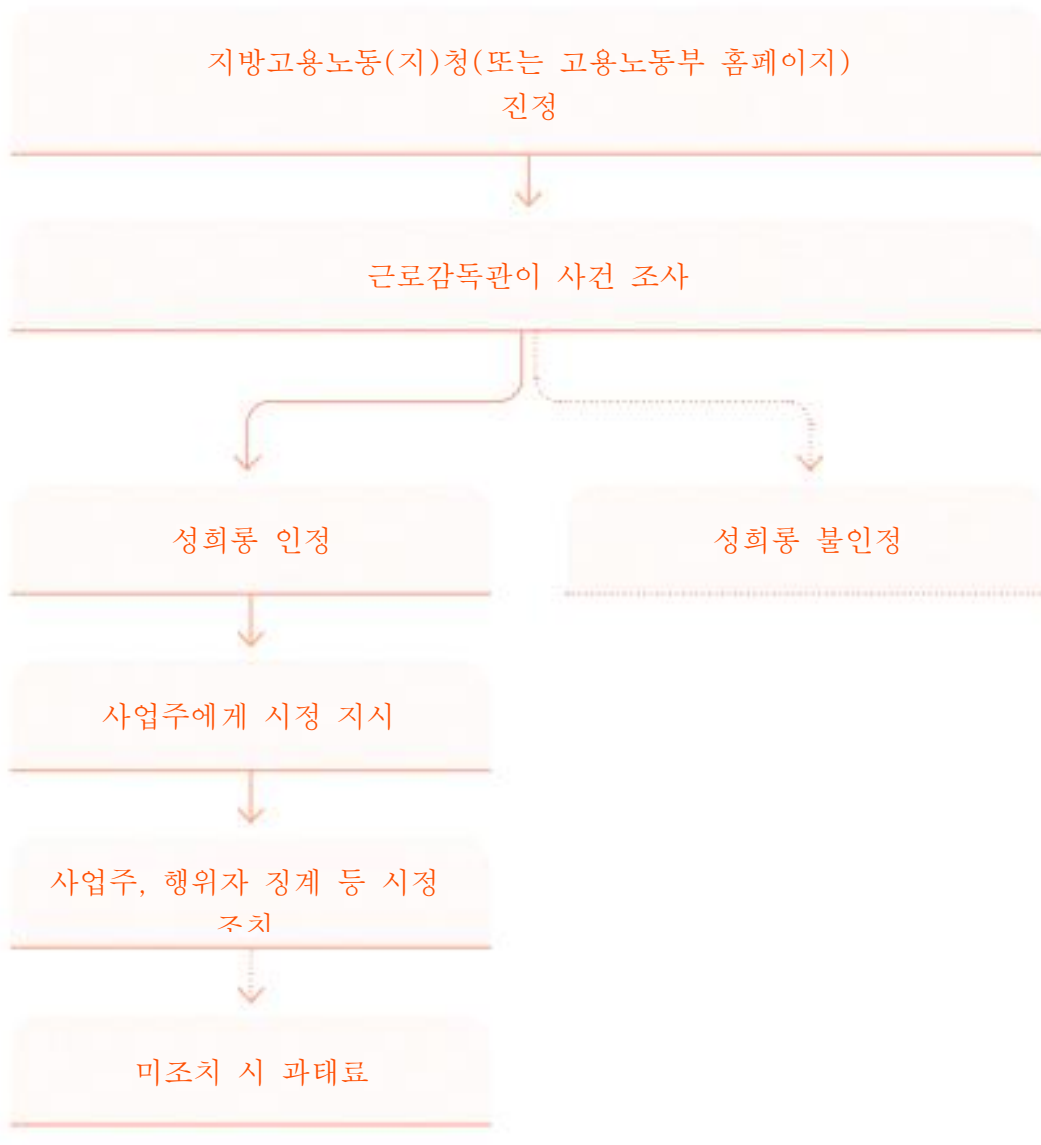 지방고용노동(지)청(또는 고용노동부 홈페이지)
진정
근로감독관이 사건 조사
성희롱 인정
성희롱 불인정
사업주에게 시정 지시
사업주, 행위자 징계 등 시정
조치
미조치 시 과태료